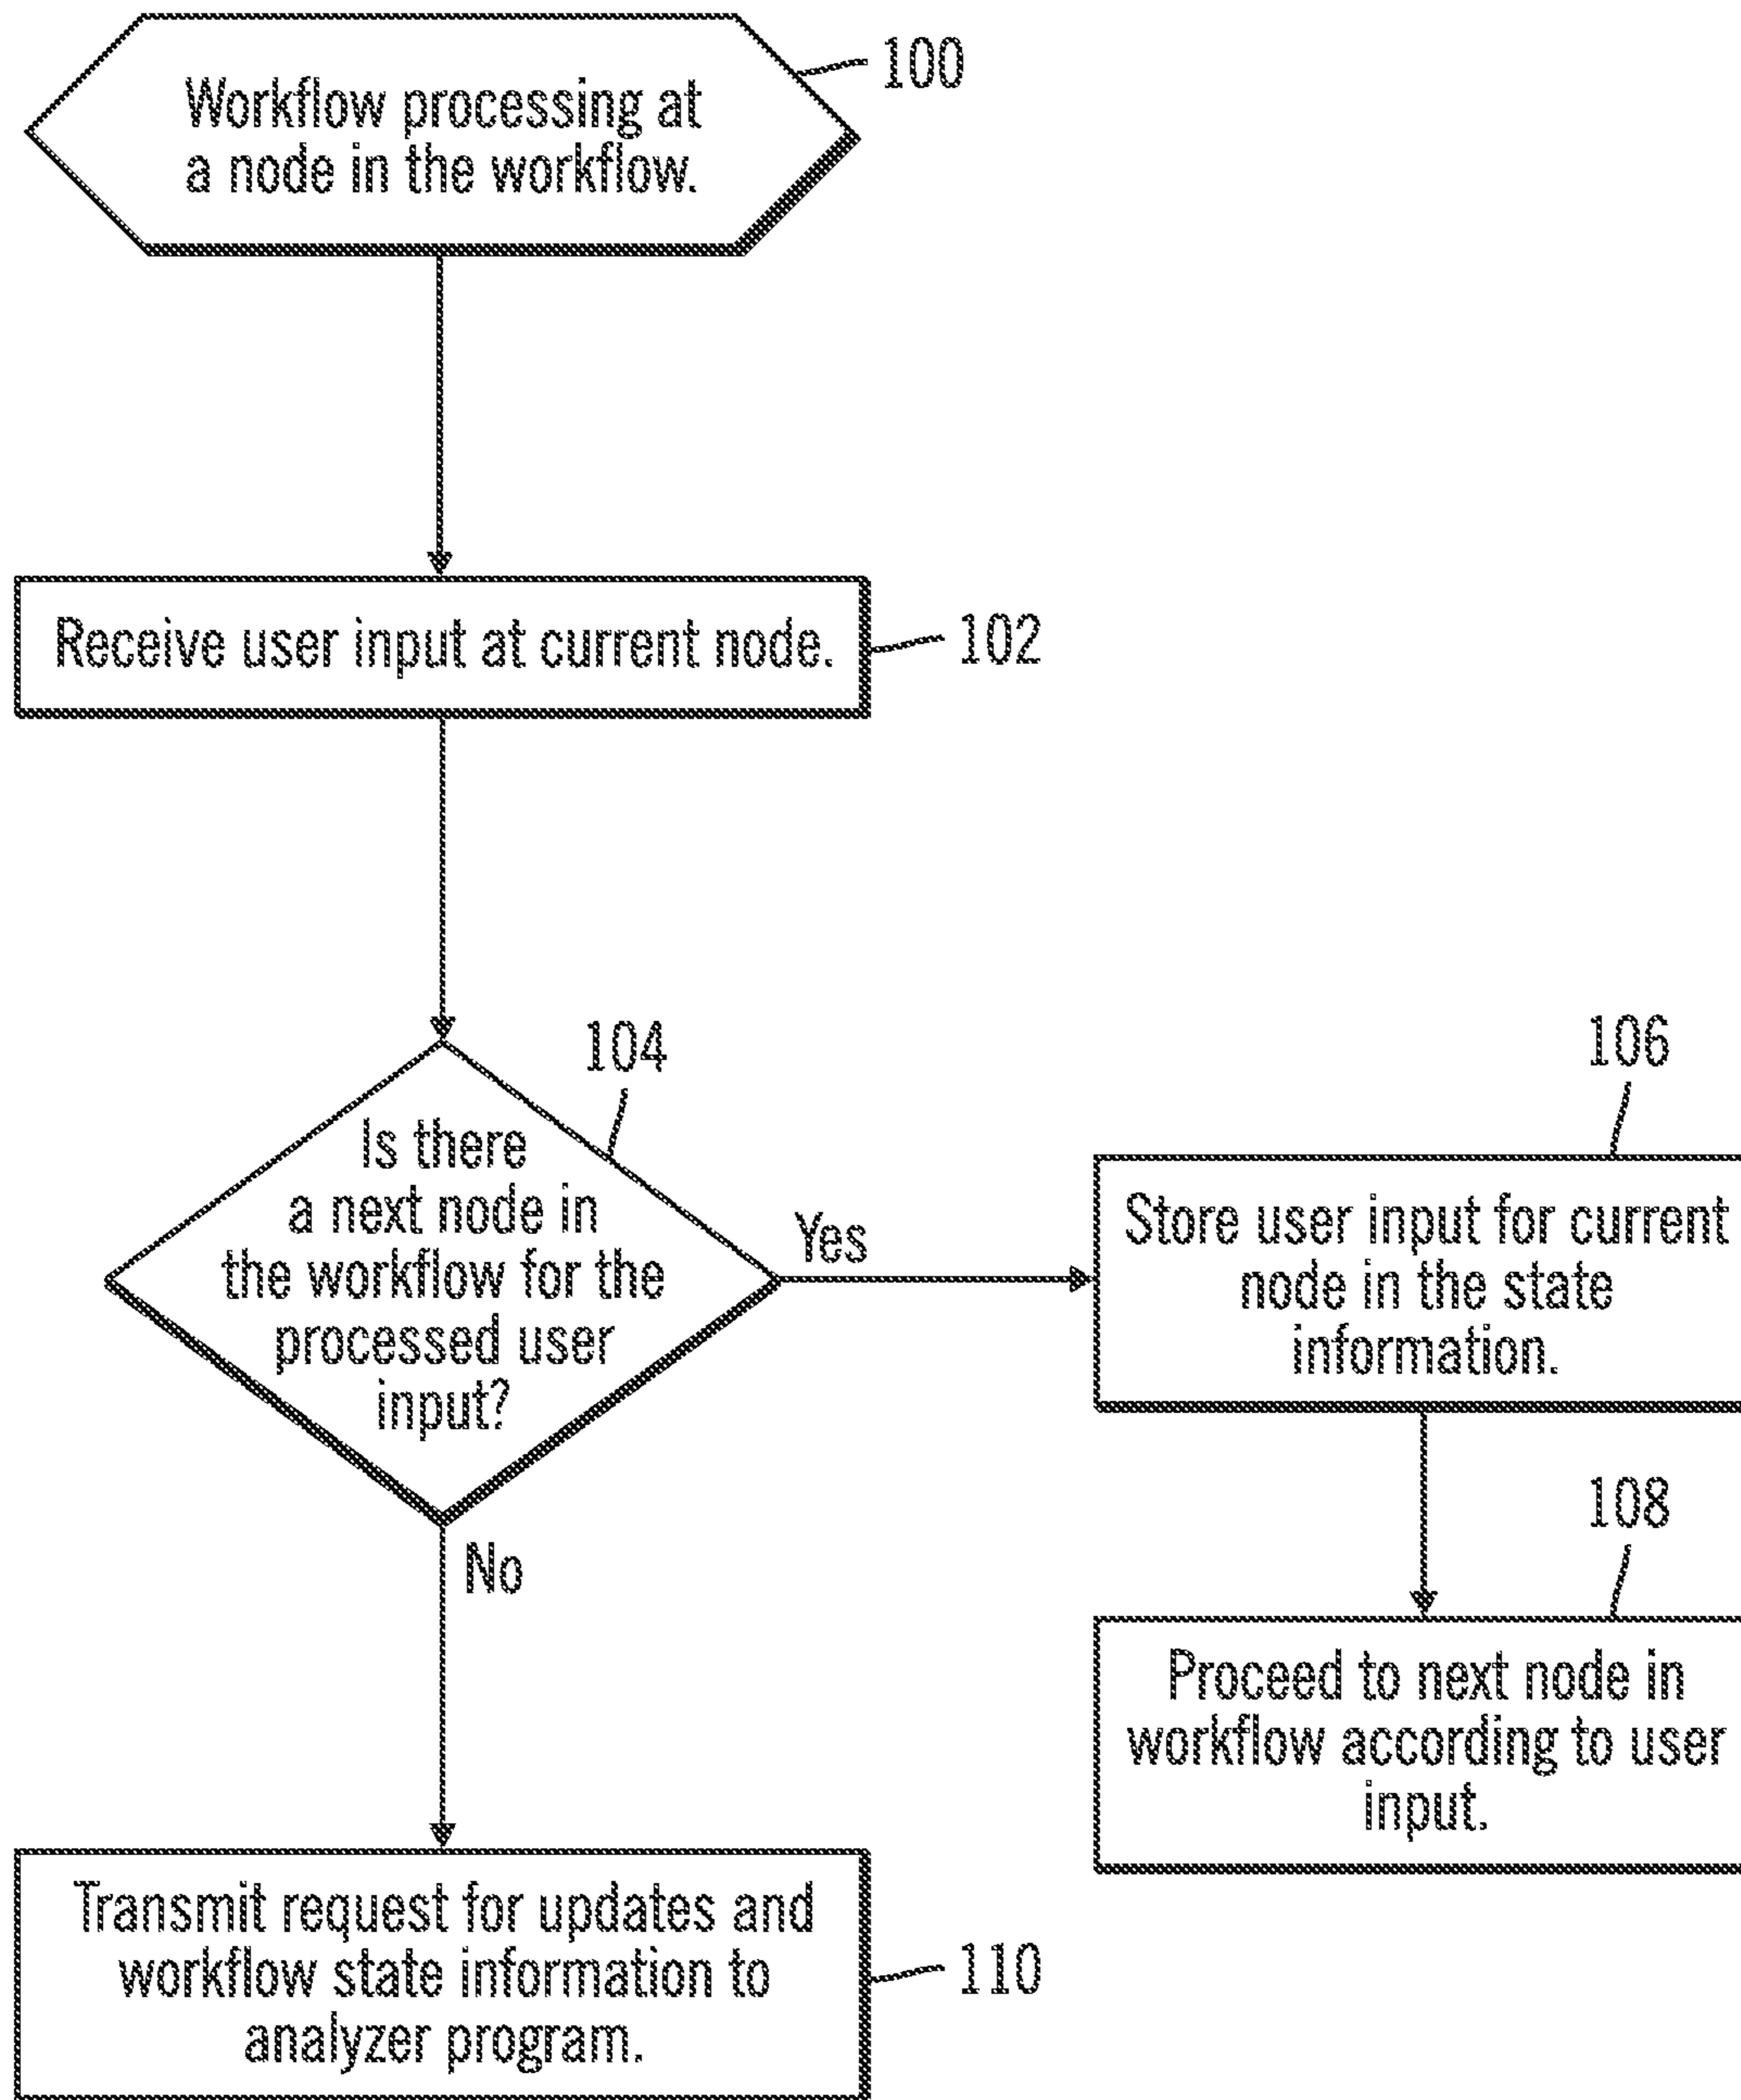 Workflow processing at
a node in the workflow.
100
Receive user input at current node.
102
104
Is there
a next node in
the workflow for the
processed user
input?
Yes
No
106
Store user input for current
node in the state
information.
108
Proceed to next node in
workflow according to user
input.
Transmit request for updates and
workflow state information to
analyzer program.
110